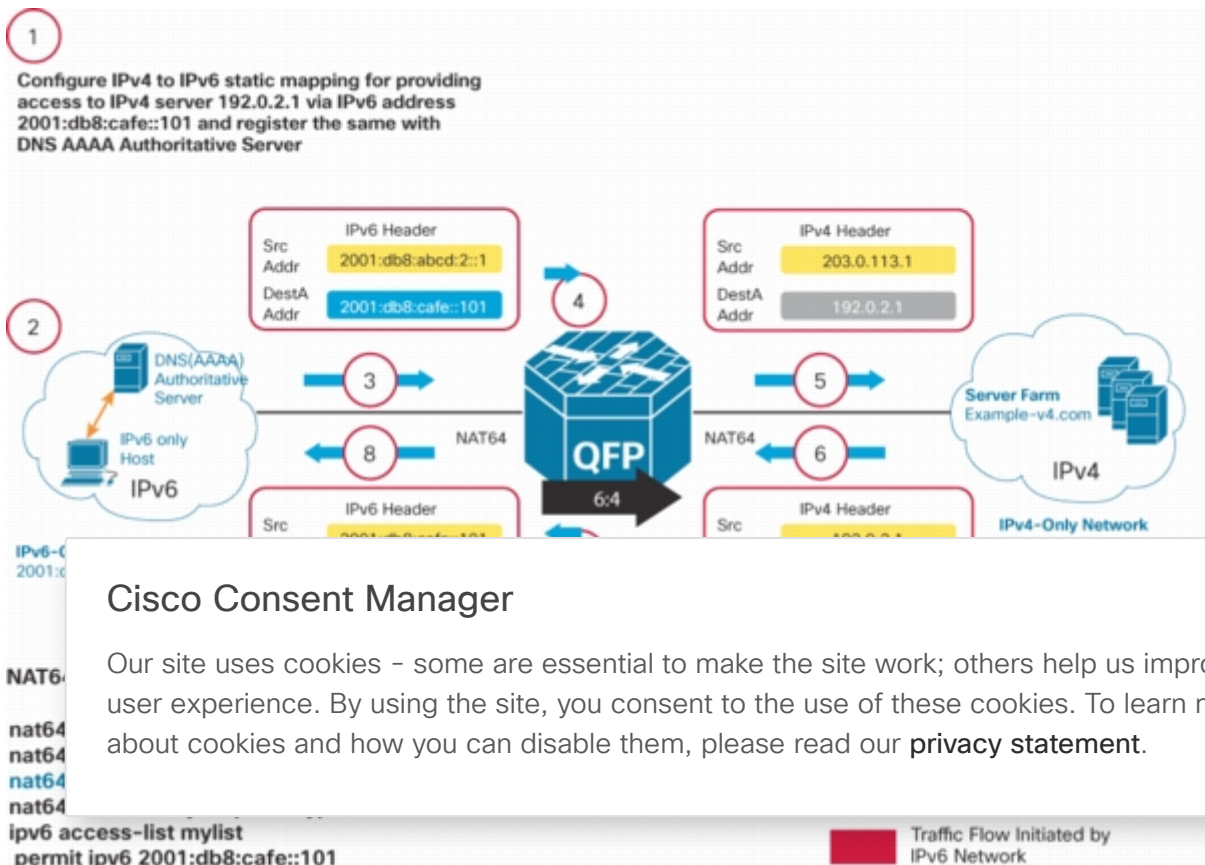 1
Configure IPv4 to IPv6 static mapping for providing
access to IPv4 server 192.0.2.1 via IPv6 address
2001:db8:cafe::101 and register the same with
DNS AAAA Authoritative Server
IPv6 Header
Src
Addr
2001:db8:abcd:2::1
DestA
Addr
2001:db8:cafe::101
4
IPv4 Header
Src
Addr
203.0.113.1
DestA
Addr
192.0.2.1
2
DNS(AAAA)
Authoritative
Server
IPv6 only
Host
IPv6
3
8
NAT64
QFP
6:4
NAT64
5
6
Server Farm
Example-v4.com
IPv4
IPv4-Only Network
IPv6 Header
Src
IPv4 Header
Src
2001:
Cisco Consent Manager
Our site uses cookies - some are essential to make the site work; others help us
user experience. By using the site, you consent to the use of these cookies. To learn
about cookies and how you can disable them, please read our privacy statement.
nat64
nat64
nat64
nat64
ipv6 access-list mylist
permit ipv6 2001:db8:cafe::101
Traffic Flow Initiated by
IPv6 Network